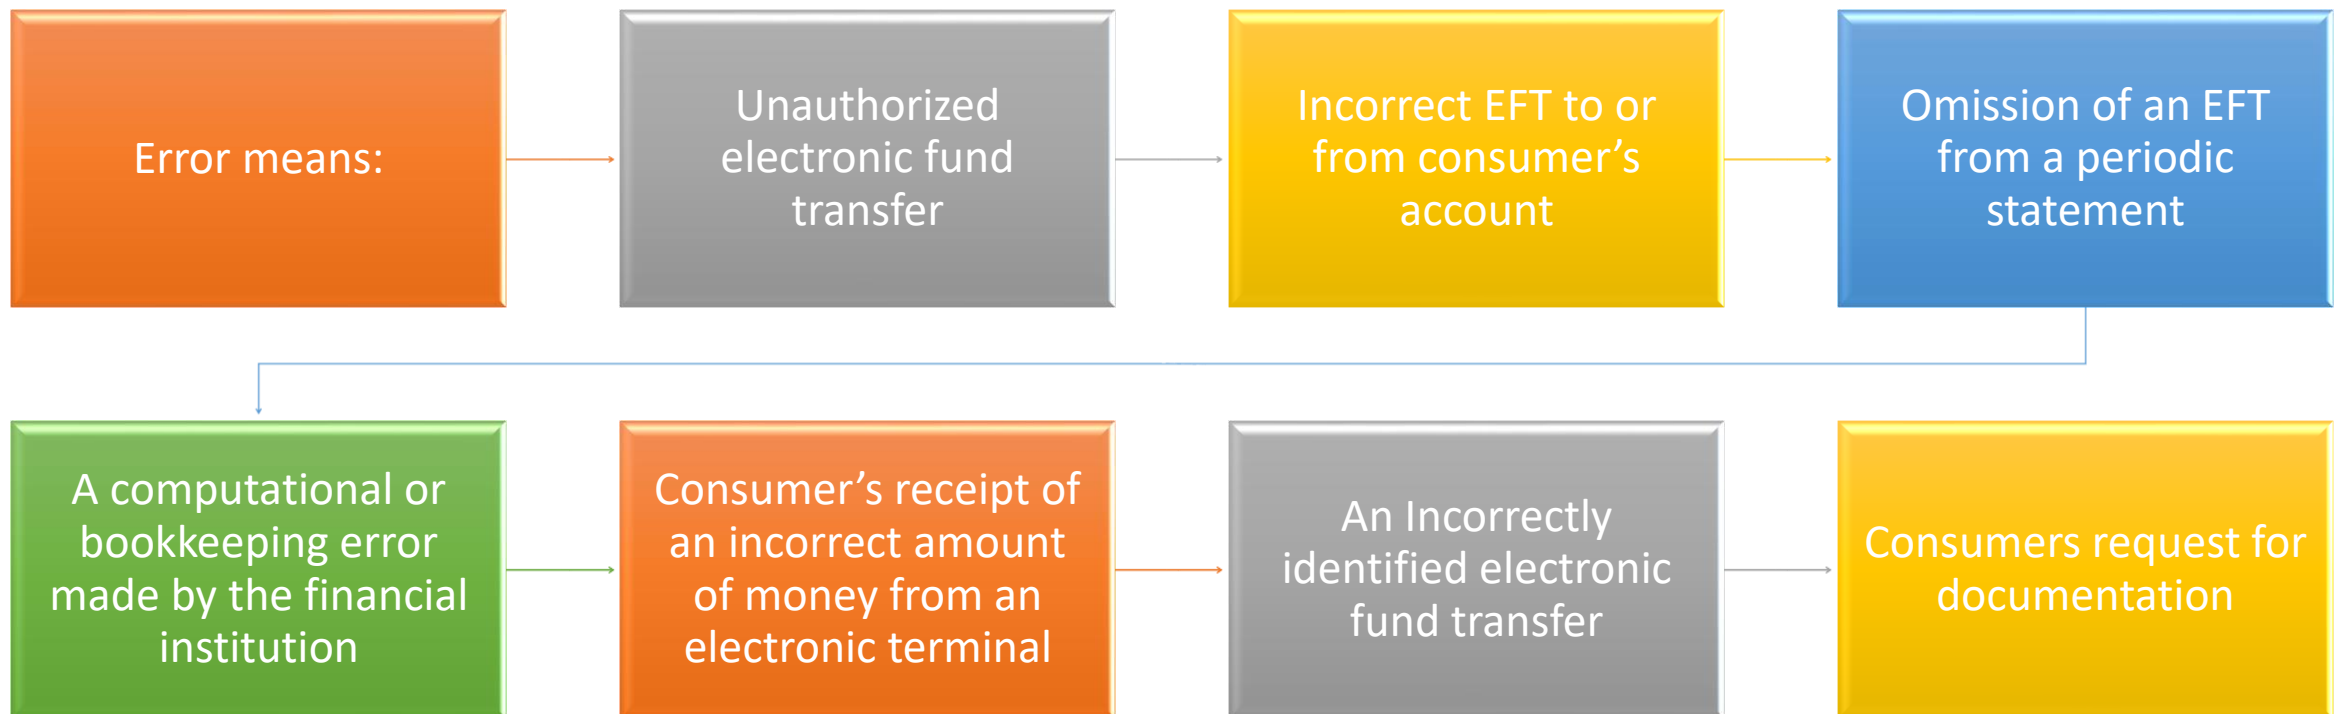 Error means:
Unauthorized
electronic fund
transfer
Incorrect EFT to or
from consumer’s
account
Omission of an EFT
from a periodic
statement
A computational or
bookkeeping error
made by the financial
institution
Consumer’s receipt of
an incorrect amount
of money from an
electronic terminal
An Incorrectly
identified electronic
fund transfer
Consumers request for
documentation